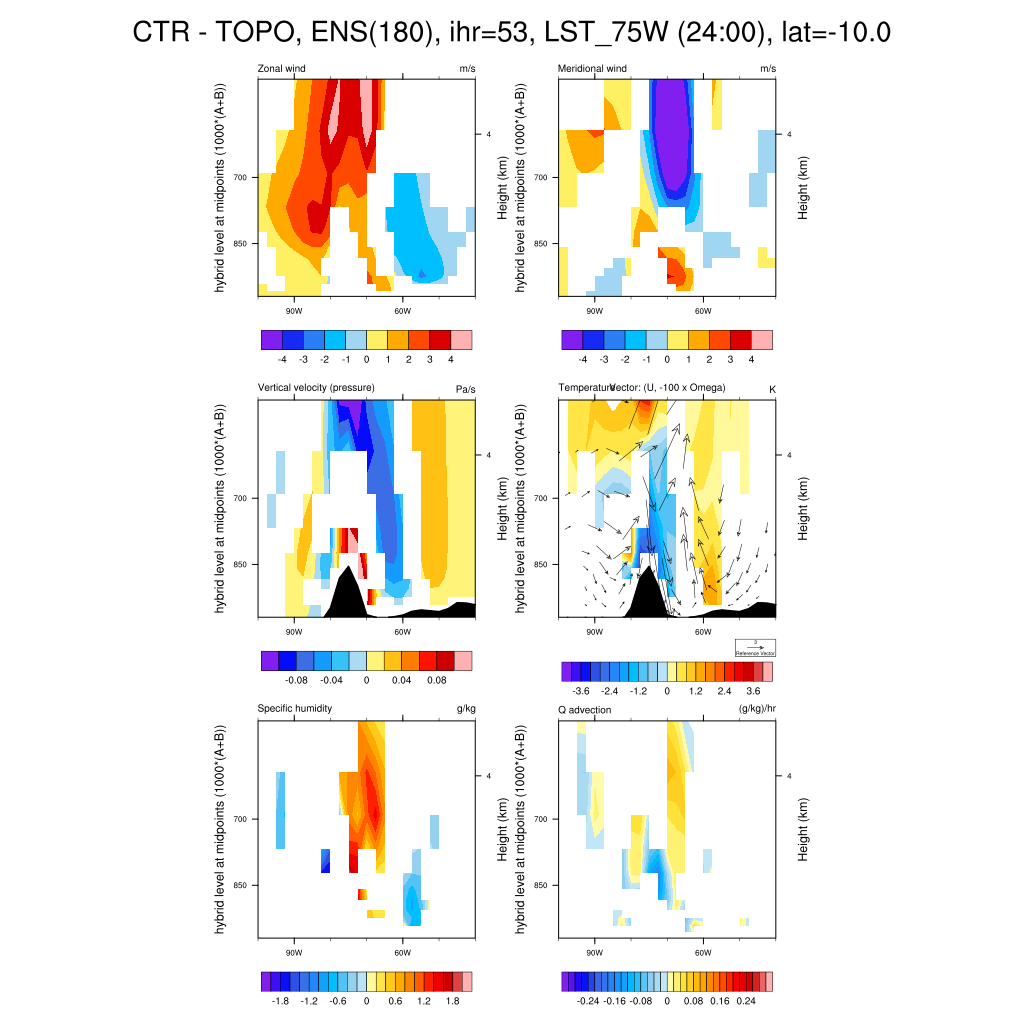 CTR - TOPO, ENS(180), ihr=53, LST_75W (24:00), lat=-10.0
Zonal wind m/s
hybrid level at midpoints (1000*(A+B))
700
850
4
Height (km)
90W 60W
-4 -3 -2 -1 0 1 2 3 4
Meridional wind m/s
hybrid level at midpoints (1000*(A+B))
700
850
4
Height (km)
90W 60W
-4 -3 -2 -1 0 1 2 3 4
Vertical velocity (pressure) Pa/s
hybrid level at midpoints (1000*(A+B))
700
850
4
Height (km)
90W 60W
-0.08 -0.04 0 0.04 0.08
Temperature Vector: (U, -100 x Omega) K
hybrid level at midpoints (1000*(A+B))
700
850
4
Height (km)
90W 60W
3
Reference Vector
-3.6 -2.4 -1.2 0 1.2 2.4 3.6
Specific humidity g/kg
hybrid level at midpoints (1000*(A+B))
700
850
4
Height (km)
90W 60W
-1.8 -1.2 -0.6 0 0.6 1.2 1.8
Q advection (g/kg)/hr
hybrid level at midpoints (1000*(A+B))
700
850
4
Height (km)
90W 60W
-0.24 -0.16 -0.08 0 0.08 0.16 0.24